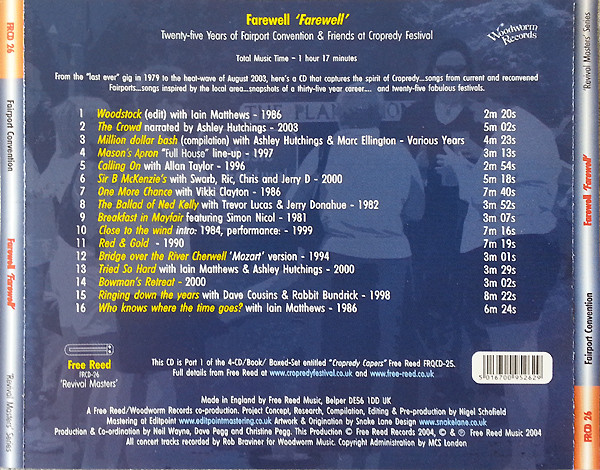 Farewell 'Farewell'
Twenty-five Years of Fairport Convention & Friends at Cropredy Festival
Woodworm Records
Total Music Time - 1 hour 17 minutes
From the "last ever" gig in 1979 to the heat-wave of August 2003, here's a CD that captures the spirit of Cropredy...songs from current and reconvened
Fairports...songs inspired by the local area...snapshots of a thirty-five year career.... and twenty-five fabulous festivals.
1 Woodstock (edit) with Iain Matthews - 1986 2m 20s
2 The Crowd narrated by Ashley Hutchings - 2003 5m 02s
3 Million dollar bash (compilation) with Ashley Hutchings & Marc Ellington - Various Years 4m 23s
4 Mason's Apron "Full House" line-up - 1997 3m 13s
5 Calling On with Allan Taylor - 1996 2m 54s
6 Sir B McKenzie's with Swarb, Ric, Chris and Jerry D - 2000 5m 18s
7 One More Chance with Vikki Clayton - 1986 7m 40s
8 The Ballad of Ned Kelly with Trevor Lucas & Jerry Donahue - 1982 3m 52s
9 Breakfast in Mayfair featuring Simon Nicol - 1981 3m 07s
10 Close to the wind intro: 1984, performance: - 1999 7m 16s
11 Red & Gold - 1990 7m 19s
12 Bridge over the River Cherwell 'Mozart' version - 1994 3m 01s
13 Tried So Hard with Iain Matthews & Ashley Hutchings - 2000 3m 29s
14 Bowman's Retreat - 2000 3m 02s
15 Ringing down the years with Dave Cousins & Rabbit Bundrick - 1998 8m 22s
16 Who knows where the time goes? with Iain Matthews - 1986 6m 24s
Free Reed
FRCD-26
'Revival Masters'
This CD is Part 1 of the 4-CD/Book/ Boxed-Set entitled "Cropredy Capers" Free Reed FRQCD-25.
Full details from Free Reed at www.cropredyfestival.co.uk and www.free-reed.co.uk
5 016700 952629
Made in England by Free Reed Music, Belper DE56 1DD UK
A Free Reed/Woodworm Records co-production. Project Concept, Research, Compilation, Editing & Pre-production by Nigel Schofield
Mastering at Editpoint www.editpointmastering.co.uk Artwork & Origination by Snake Lane Design www.snakelane.co.uk
Production & Co-ordination by Neil Wayne, Dave Pegg and Christine Pegg. This Production © Free Reed Records 2004, © & ℗ Free Reed Music 2004
All concert tracks recorded by Rob Braviner for Woodworm Music. Copyright Administration by MCS London
FRCD 26
Fairport Convention
Farewell 'Farewell'
'Revival Masters' Series
'Revival Masters' Series
Farewell 'Farewell'
Fairport Convention
FRCD 26